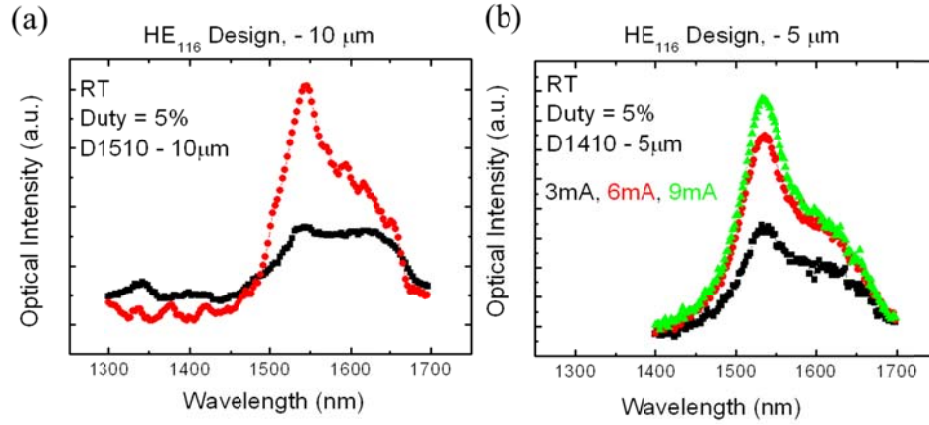 (a)
HE116 Design, - 10 μm
RT
Duty = 5%
D1510 - 10μm
Optical Intensity (a.u.)
1300 1400 1500 1600 1700
Wavelength (nm)
(b)
HE116 Design, - 5 μm
RT
Duty = 5%
D1410 - 5μm
3mA, 6mA, 9mA
Optical Intensity (a.u.)
1300 1400 1500 1600 1700
Wavelength (nm)